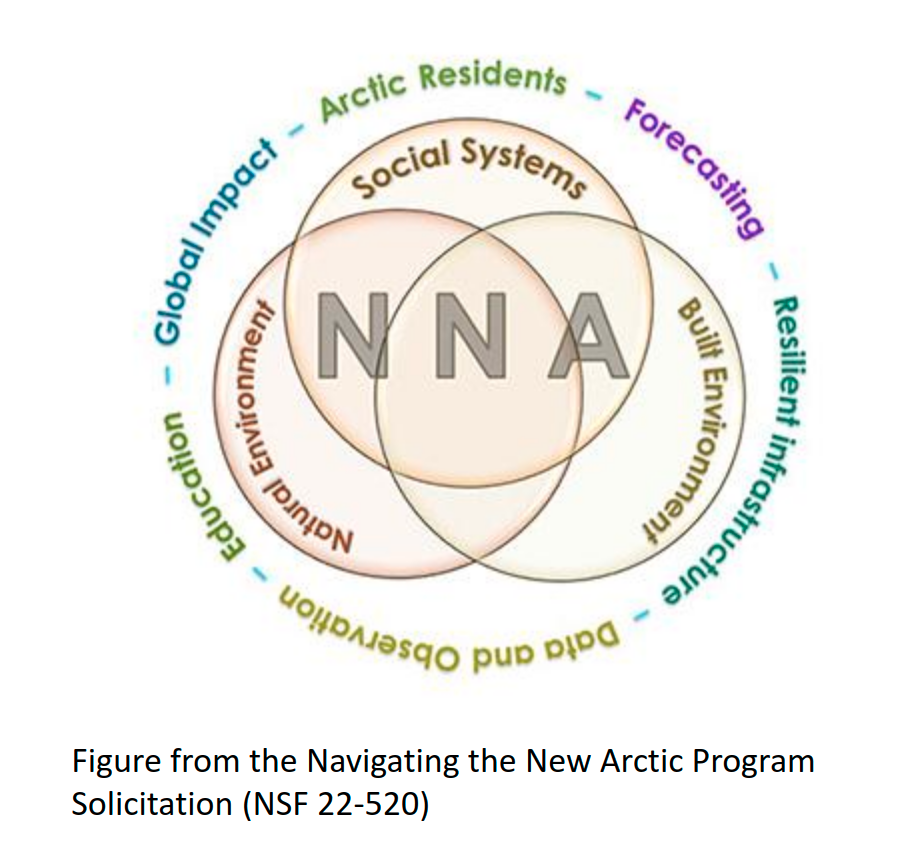 Arctic Residents – Forecasting – Resilient infrastructure – Data and Observation – Education – Global Impact –
Social Systems
Natural Environment
Built Environment
NNA
Figure from the Navigating the New Arctic Program
Solicitation (NSF 22-520)